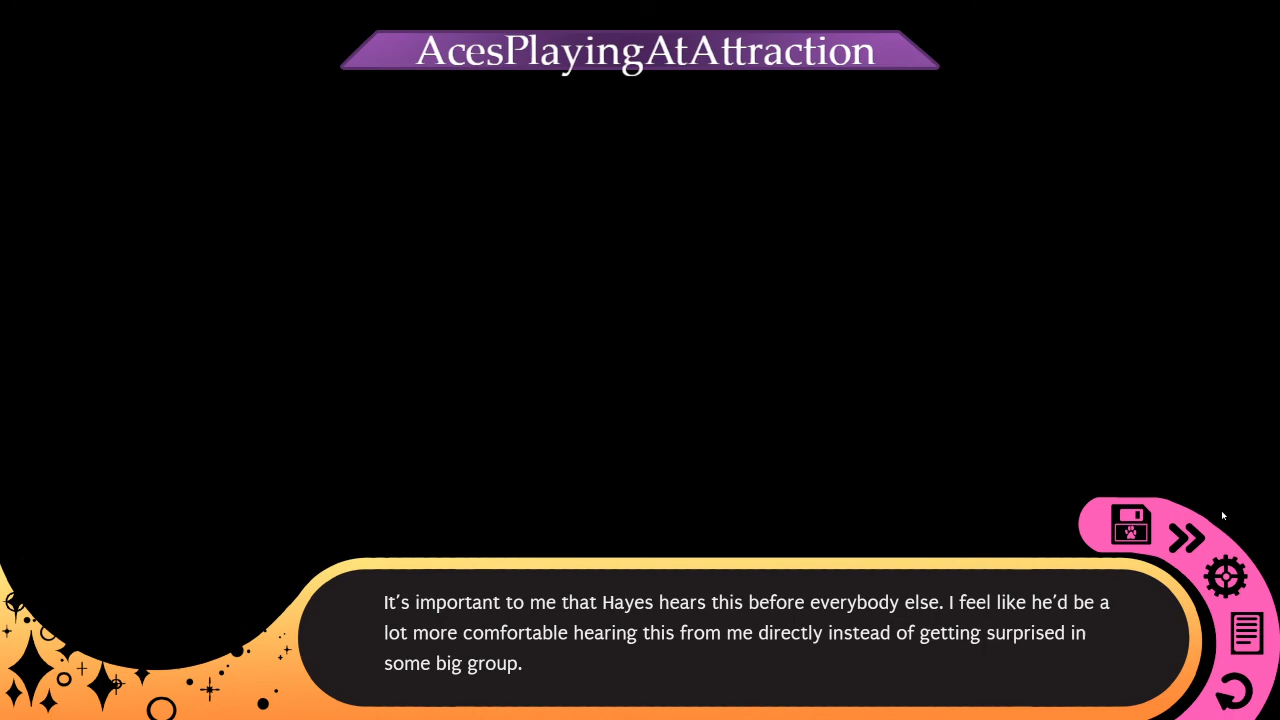 AcesPlayingAtAttraction
It's important to me that Hayes hears this before everybody else. I feel like he'd be a
lot more comfortable hearing this from me directly instead of getting surprised in
some big group.